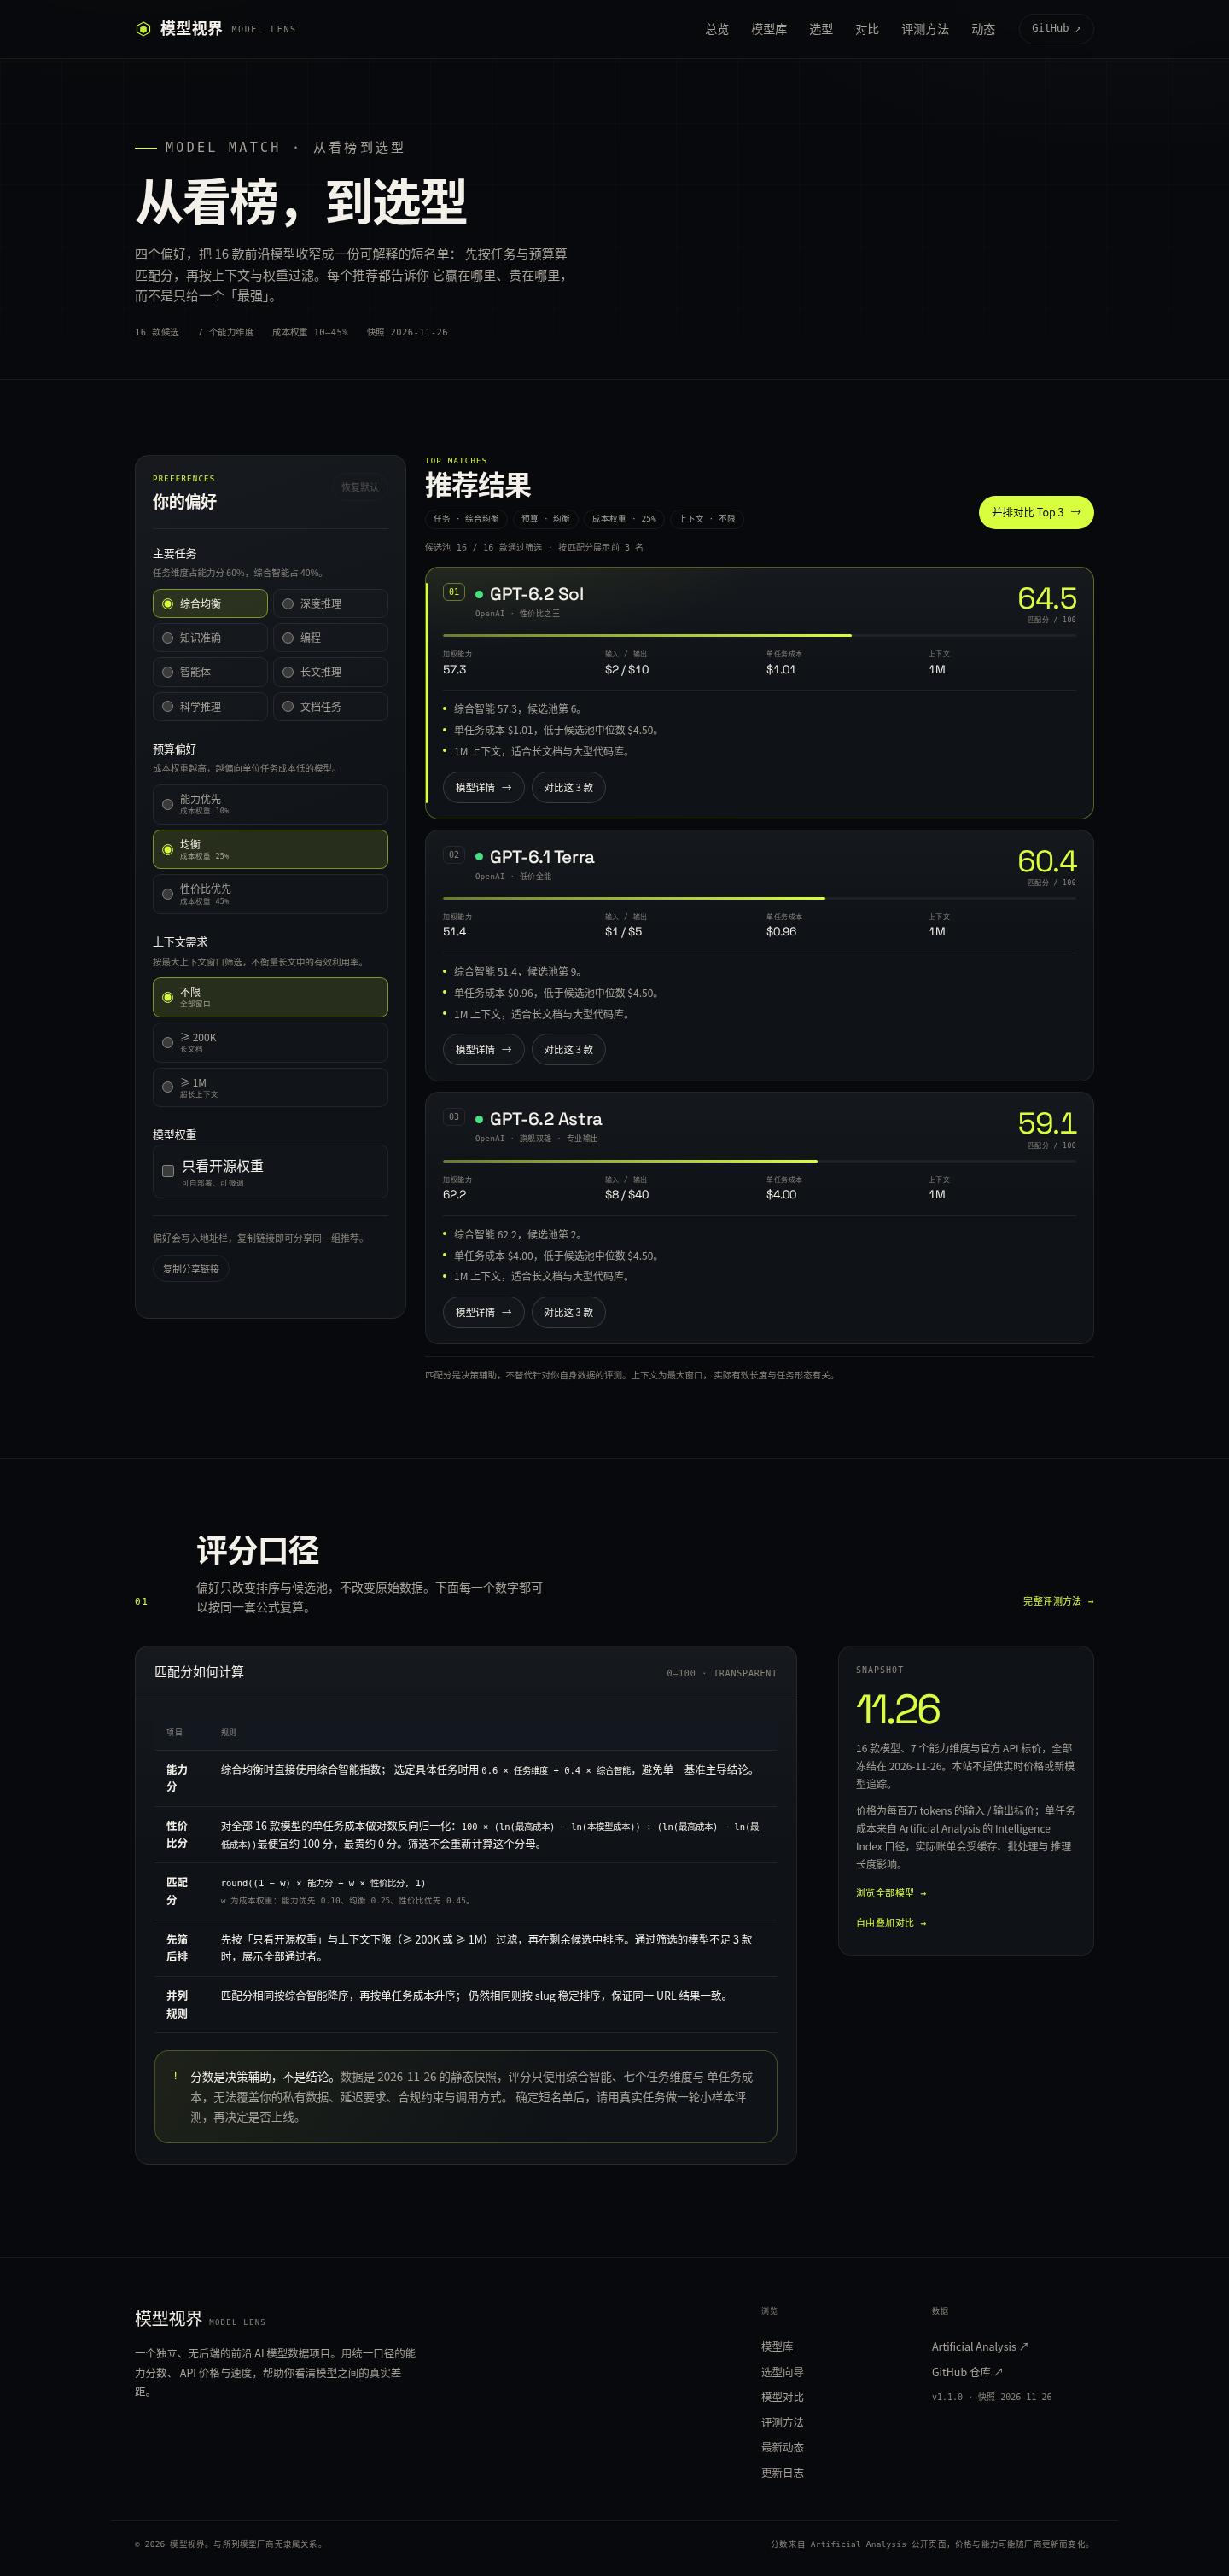 模型视界 MODEL LENS
总览 模型库 选型 对比 评测方法 动态 GitHub ↗
MODEL MATCH · 从看榜到选型
从看榜，到选型
四个偏好，把 16 款前沿模型收窄成一份可解释的短名单： 先按任务与预算算
匹配分，再按上下文与权重过滤。每个推荐都告诉你 它赢在哪里、贵在哪里，
而不是只给一个「最强」。
16 款候选 7 个能力维度 成本权重 10–45% 快照 2026-11-26
PREFERENCES
你的偏好
恢复默认
主要任务
任务维度占能力分 60%，综合智能占 40%。
综合均衡 深度推理
知识准确 编程
智能体 长文推理
科学推理 文档任务
预算偏好
成本权重越高，越偏向单位任务成本低的模型。
能力优先
成本权重 10%
均衡
成本权重 25%
性价比优先
成本权重 45%
上下文需求
按最大上下文窗口筛选，不衡量长文中的有效利用率。
不限
全部窗口
≥ 200K
长文档
≥ 1M
超长上下文
模型权重
只看开源权重
可自部署、可微调
偏好会写入地址栏，复制链接即可分享同一组推荐。
复制分享链接
TOP MATCHES
推荐结果
任务 · 综合均衡 预算 · 均衡 成本权重 · 25% 上下文 · 不限
并排对比 Top 3 →
候选池 16 / 16 款通过筛选 · 按匹配分展示前 3 名
01 GPT-6.2 Sol 64.5
OpenAI · 性价比之王 匹配分 / 100
加权能力 输入 / 输出 单任务成本 上下文
57.3 $2 / $10 $1.01 1M
综合智能 57.3，候选池第 6。
单任务成本 $1.01，低于候选池中位数 $4.50。
1M 上下文，适合长文档与大型代码库。
模型详情 → 对比这 3 款
02 GPT-6.1 Terra 60.4
OpenAI · 低价全能 匹配分 / 100
加权能力 输入 / 输出 单任务成本 上下文
51.4 $1 / $5 $0.96 1M
综合智能 51.4，候选池第 9。
单任务成本 $0.96，低于候选池中位数 $4.50。
1M 上下文，适合长文档与大型代码库。
模型详情 → 对比这 3 款
03 GPT-6.2 Astra 59.1
OpenAI · 旗舰双雄 · 专业输出 匹配分 / 100
加权能力 输入 / 输出 单任务成本 上下文
62.2 $8 / $40 $4.00 1M
综合智能 62.2，候选池第 2。
单任务成本 $4.00，低于候选池中位数 $4.50。
1M 上下文，适合长文档与大型代码库。
模型详情 → 对比这 3 款
匹配分是决策辅助，不替代针对你自身数据的评测。上下文为最大窗口， 实际有效长度与任务形态有关。
01
评分口径
偏好只改变排序与候选池，不改变原始数据。下面每一个数字都可
以按同一套公式复算。
完整评测方法 →
匹配分如何计算 0–100 · TRANSPARENT
项目 规则
能力分 综合均衡时直接使用综合智能指数； 选定具体任务时用 0.6 × 任务维度 + 0.4 × 综合智能，避免单一基准主导结论。
性价比分 对全部 16 款模型的单任务成本做对数反向归一化：100 × (ln(最高成本) − ln(本模型成本)) ÷ (ln(最高成本) − ln(最
低成本))最便宜约 100 分，最贵约 0 分。筛选不会重新计算这个分母。
匹配分 round((1 − w) × 能力分 + w × 性价比分, 1)
w 为成本权重：能力优先 0.10、均衡 0.25、性价比优先 0.45。
先筛后排 先按「只看开源权重」与上下文下限（≥ 200K 或 ≥ 1M） 过滤，再在剩余候选中排序。通过筛选的模型不足 3 款
时，展示全部通过者。
并列规则 匹配分相同按综合智能降序，再按单任务成本升序； 仍然相同则按 slug 稳定排序，保证同一 URL 结果一致。
! 分数是决策辅助，不是结论。数据是 2026-11-26 的静态快照，评分只使用综合智能、七个任务维度与 单任务成
本，无法覆盖你的私有数据、延迟要求、合规约束与调用方式。 确定短名单后，请用真实任务做一轮小样本评
测，再决定是否上线。
SNAPSHOT
11.26
16 款模型、7 个能力维度与官方 API 标价，全部
冻结在 2026-11-26。本站不提供实时价格或新模
型追踪。
价格为每百万 tokens 的输入 / 输出标价；单任务
成本来自 Artificial Analysis 的 Intelligence
Index 口径，实际账单会受缓存、批处理与 推理
长度影响。
浏览全部模型 →
自由叠加对比 →
模型视界 MODEL LENS
一个独立、无后端的前沿 AI 模型数据项目。用统一口径的能
力分数、 API 价格与速度，帮助你看清模型之间的真实差
距。
浏览
模型库
选型向导
模型对比
评测方法
最新动态
更新日志
数据
Artificial Analysis ↗
GitHub 仓库 ↗
v1.1.0 · 快照 2026-11-26
© 2026 模型视界。与所列模型厂商无隶属关系。
分数来自 Artificial Analysis 公开页面，价格与能力可能随厂商更新而变化。